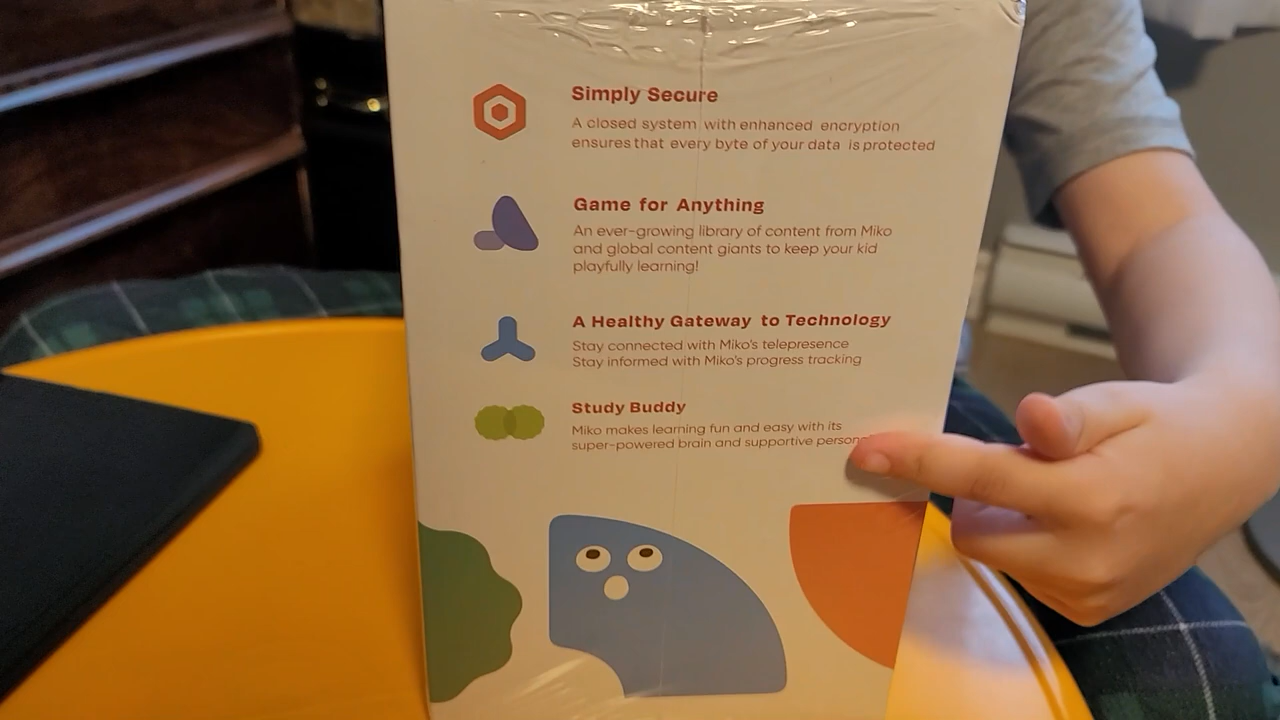 Simply Secure
A closed system with enhanced encryption
ensures that every byte of your data is protected
Game for Anything
An ever-growing library of content from Miko
and global content giants to keep your kid
playfully learning!
A Healthy Gateway to Technology
Stay connected with Miko's telepresence
Stay informed with Miko's progress tracking
Study Buddy
Miko makes learning fun and easy with its
super-powered brain and supportive